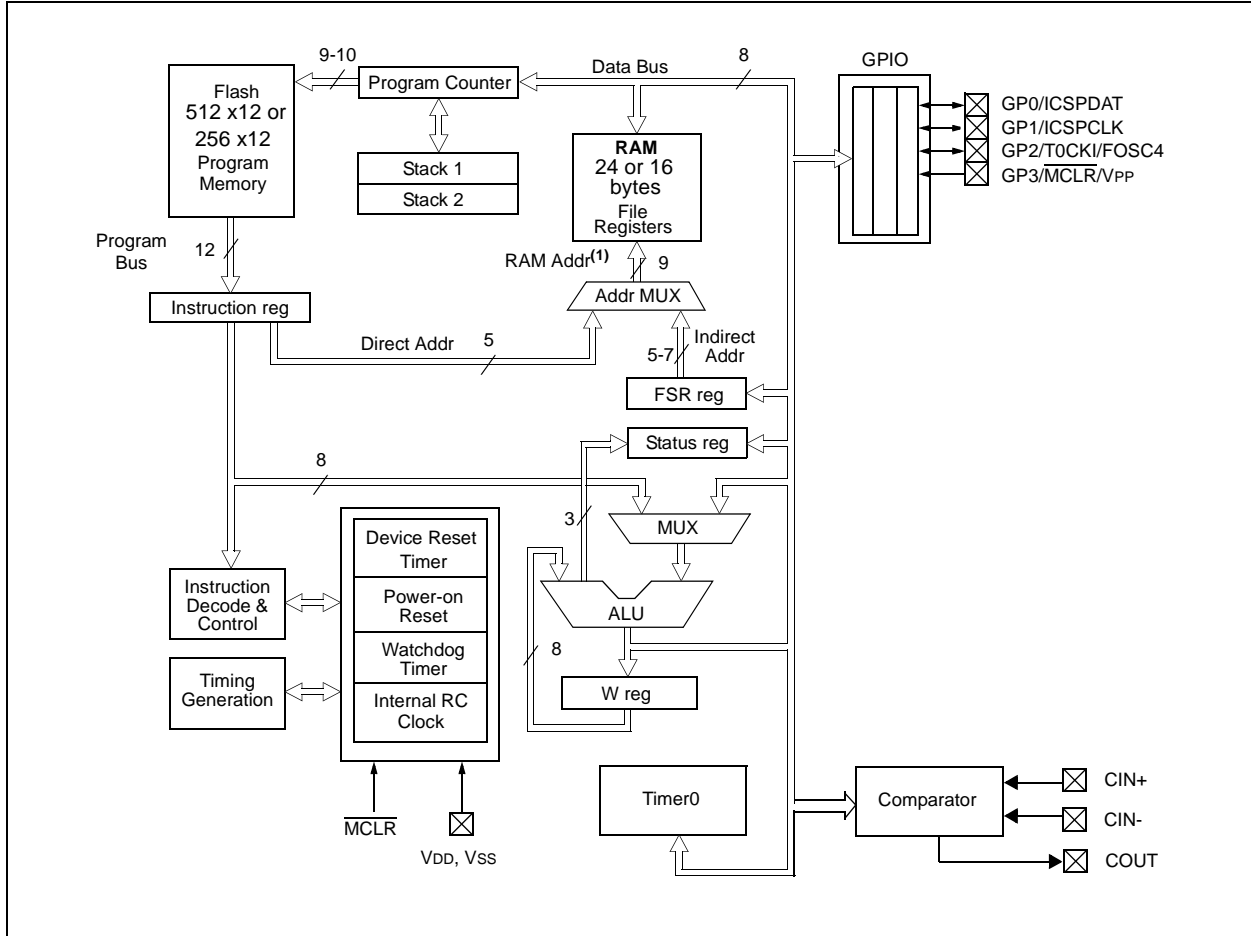 9-10
Program Counter
Data Bus
8
GPIO
Flash
512 x12 or
256 x12
Program
Memory
Stack 1
Stack 2
RAM
24 or 16
bytes
File
Registers
GP0/ICSPDAT
GP1/ICSPCLK
GP2/T0CKI/FOSC4
GP3/MCLR/VPP
Program
Bus
12
RAM Addr(1)
9
Instruction reg
Addr MUX
Direct Addr
5
5-7
Indirect
Addr
FSR reg
Status reg
8
3
MUX
Device Reset
Timer
Power-on
Reset
Watchdog
Timer
Internal RC
Clock
Instruction
Decode &
Control
Timing
Generation
ALU
8
W reg
MCLR
VDD, VSS
Timer0
Comparator
CIN+
CIN-
COUT